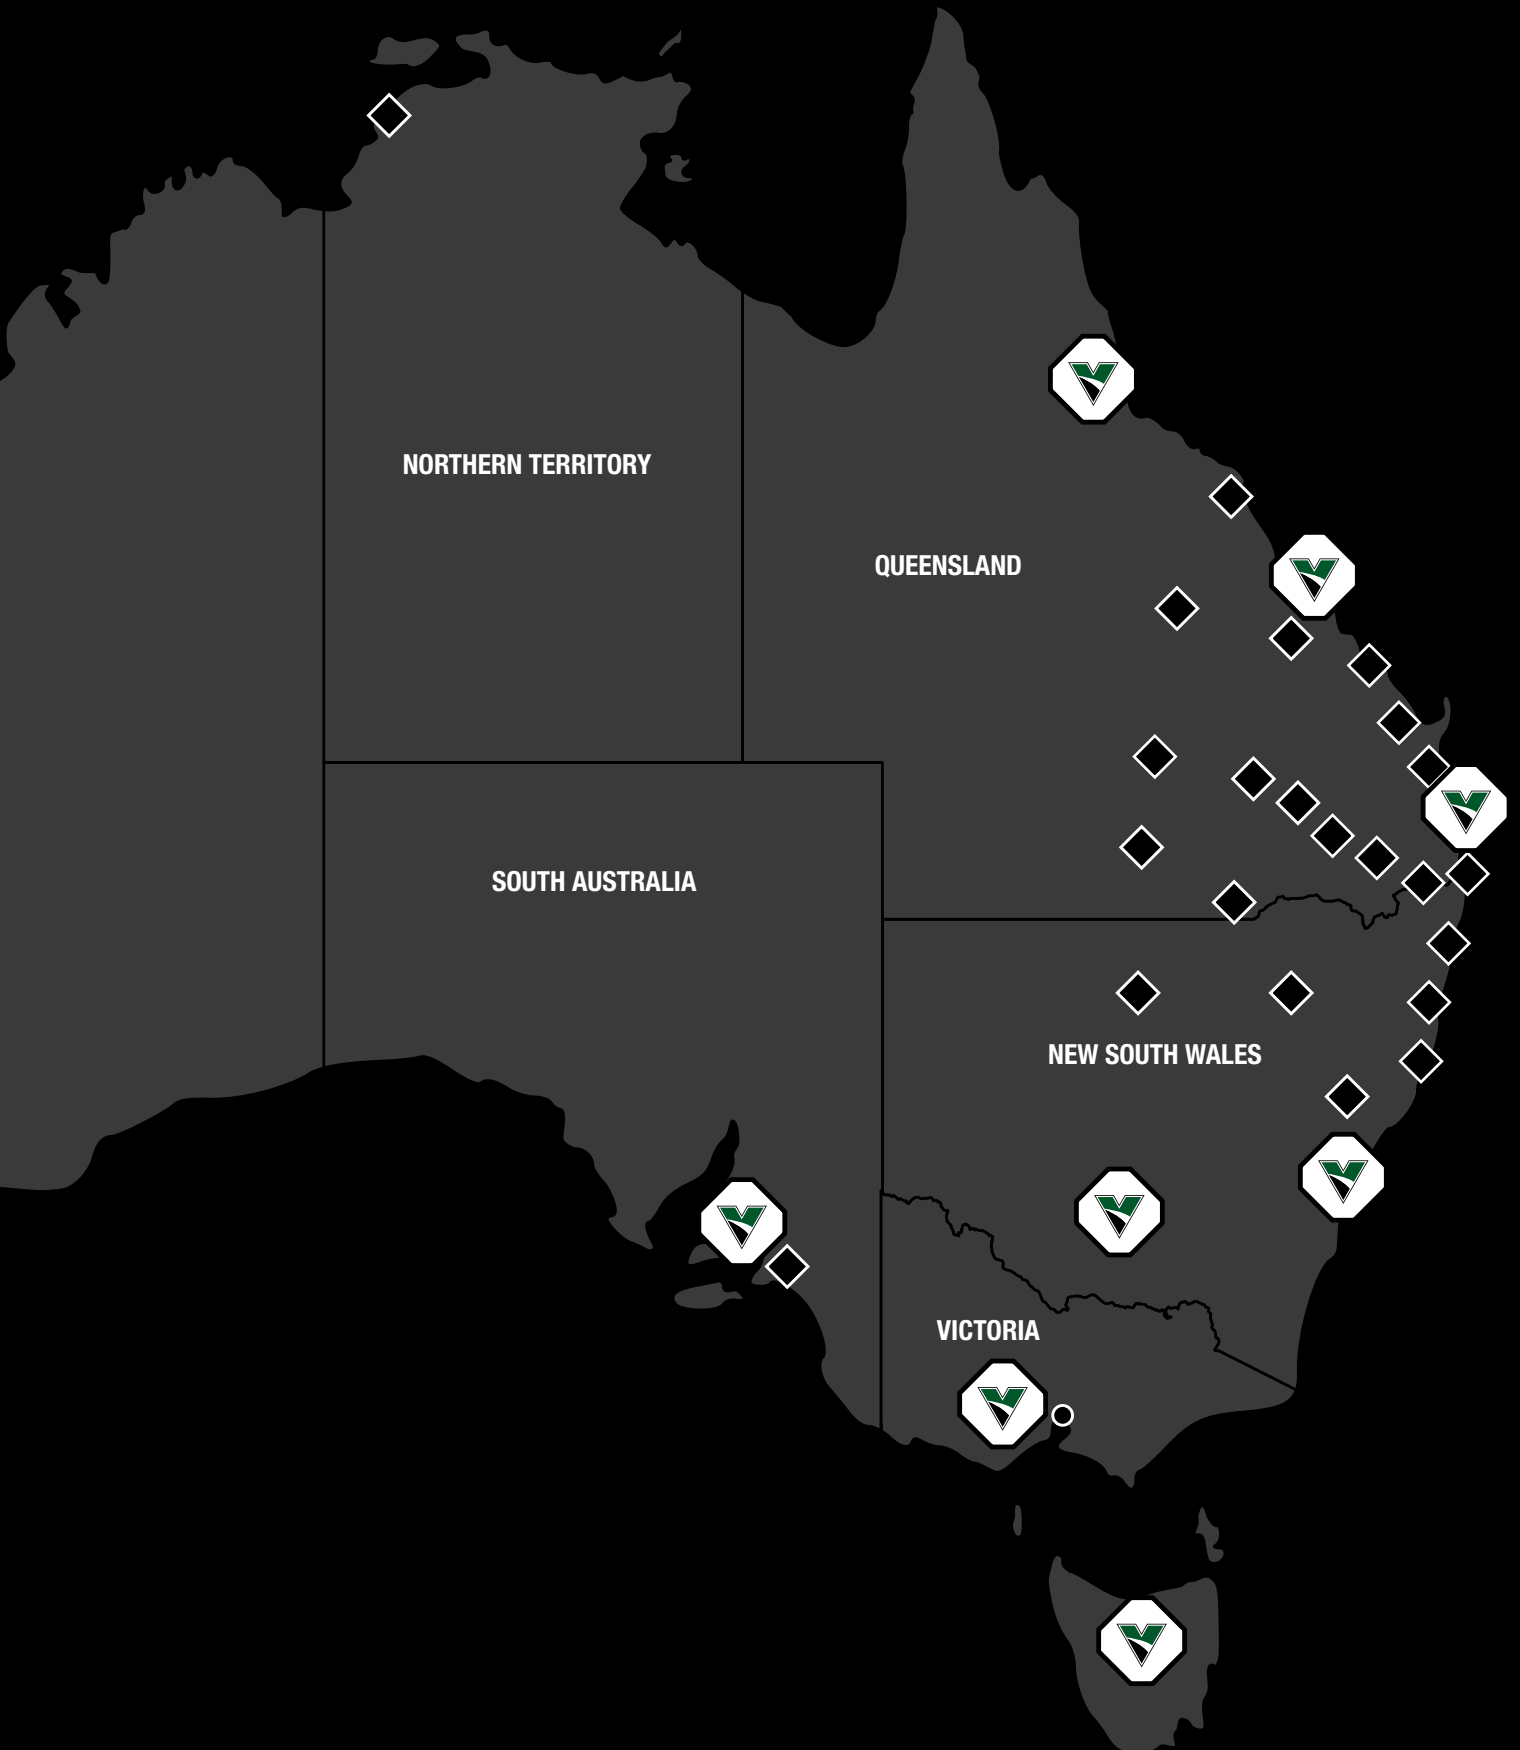 NORTHERN TERRITORY
QUEENSLAND
SOUTH AUSTRALIA
NEW SOUTH WALES
VICTORIA